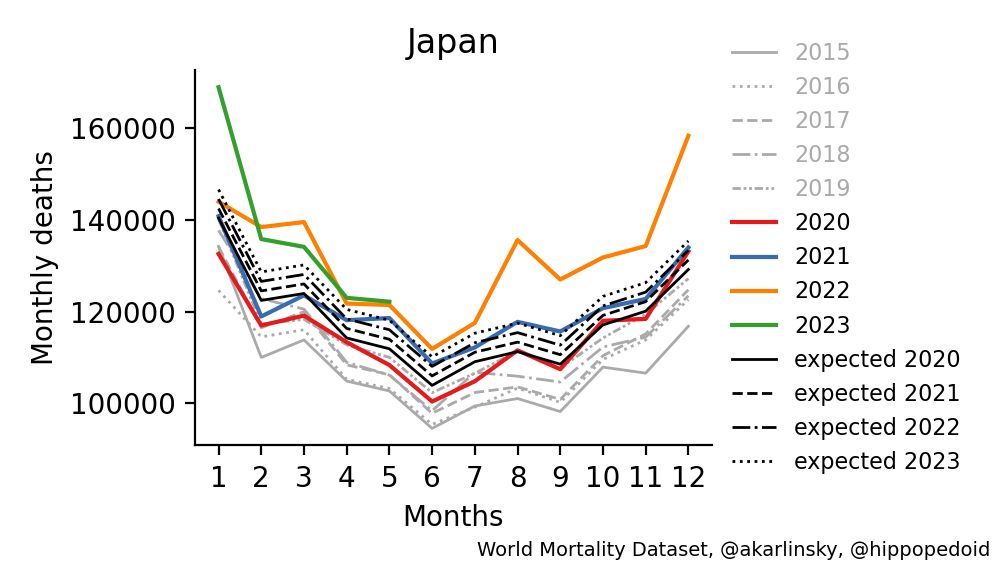 Japan
Monthly deaths
160000
140000
120000
100000
1 2 3 4 5 6 7 8 9 10 11 12
Months
2015
2016
2017
2018
2019
2020
2021
2022
2023
expected 2020
expected 2021
expected 2022
expected 2023
World Mortality Dataset, @akarlinsky, @hippopedoid